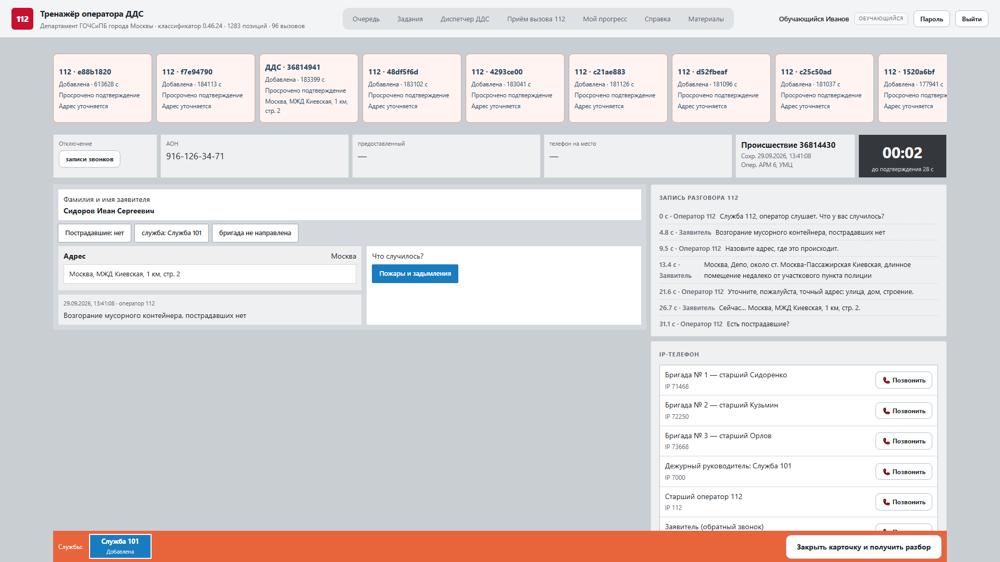 112
Тренажёр оператора ДДС
Департамент ГОЧСиПБ города Москвы · классификатор 0.46.24 · 1283 позиций · 96 вызовов
Очередь
Задания
Диспетчер ДДС
Приём вызова 112
Мой прогресс
Справка
Материалы
Обучающийся Иванов
ОБУЧАЮЩИЙСЯ
Пароль
Выйти
112 · e88b1820
Добавлена · 613628 с
Просрочено подтверждение
Адрес уточняется
112 · f7e94790
Добавлена · 184113 с
Просрочено подтверждение
Адрес уточняется
ДДС · 36814941
Добавлена · 183399 с
Просрочено подтверждение
Москва, МЖД Киевская, 1 км,
стр. 2
112 · 48df5f6d
Добавлена · 183102 с
Просрочено подтверждение
Адрес уточняется
112 · 4293ce00
Добавлена · 183041 с
Просрочено подтверждение
Адрес уточняется
112 · c21ae883
Добавлена · 181126 с
Просрочено подтверждение
Адрес уточняется
112 · d52fbeaf
Добавлена · 181096 с
Просрочено подтверждение
Адрес уточняется
112 · c25c50ad
Добавлена · 181037 с
Просрочено подтверждение
Адрес уточняется
112 · 1520a6bf
Добавлена · 177941 с
Просрочено подтверж
Адрес уточняется
Отключение
записи звонков
АОН
916-126-34-71
предоставленный
—
телефон на место
—
Происшествие 36814430
Сохр. 29.09.2026, 13:41:08
Опер. АРМ 6, УМЦ
00:02
до подтверждения 28 с
Фамилия и имя заявителя
Сидоров Иван Сергеевич
Пострадавшие: нет
служба: Служба 101
бригада не направлена
Адрес
Москва
Москва, МЖД Киевская, 1 км, стр. 2
29.09.2026, 13:41:08 · оператор 112
Возгорание мусорного контейнера, пострадавших нет
Что случилось?
Пожары и задымления
ЗАПИСЬ РАЗГОВОРА 112
0 с · Оператор 112 Служба 112, оператор слушает. Что у вас случилось?
4.8 с · Заявитель Возгорание мусорного контейнера, пострадавших нет
9.5 с · Оператор 112 Назовите адрес, где это происходит.
13.4 с · Заявитель Москва, Депо, около ст. Москва-Пассажирская Киевская, длинное
помещение недалеко от участкового пункта полиции
21.6 с · Оператор 112 Уточните, пожалуйста, точный адрес: улица, дом, строение.
26.7 с · Заявитель Сейчас... Москва, МЖД Киевская, 1 км, стр. 2.
31.1 с · Оператор 112 Есть пострадавшие?
IP-ТЕЛЕФОН
Бригада № 1 — старший Сидоренко
IP 71468
Позвонить
Бригада № 2 — старший Кузьмин
IP 72250
Позвонить
Бригада № 3 — старший Орлов
IP 73668
Позвонить
Дежурный руководитель: Служба 101
IP 7000
Позвонить
Старший оператор 112
IP 112
Позвонить
Заявитель (обратный звонок)
Службы:
Служба 101
Добавлена
Закрыть карточку и получить разбор